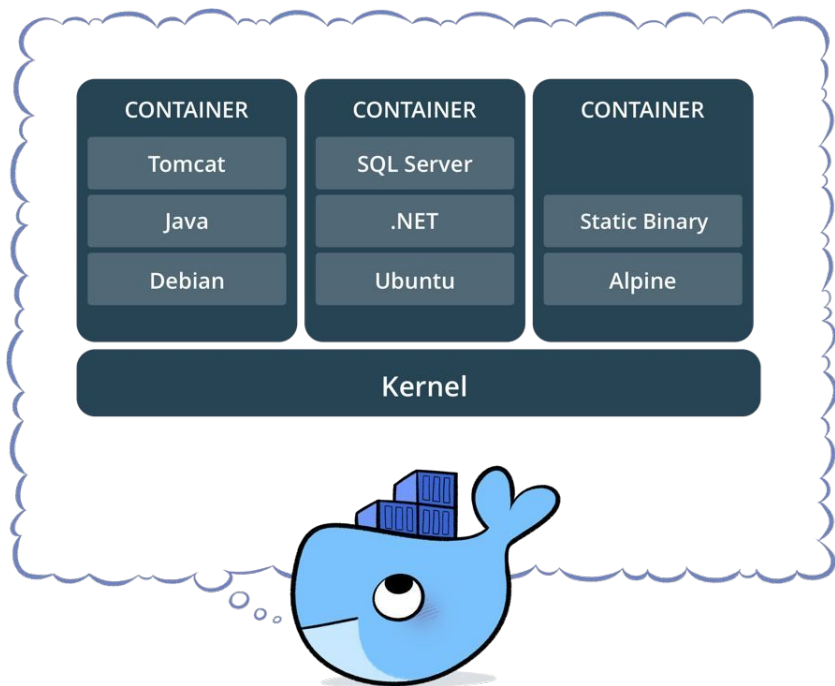 CONTAINER
Tomcat
Java
Debian
CONTAINER
SQL Server
.NET
Ubuntu
CONTAINER
Static Binary
Alpine
Kernel